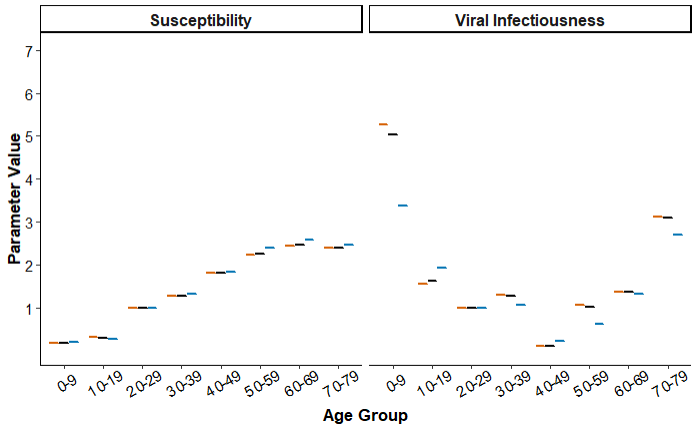 Susceptibility Viral Infectiousness
Parameter Value
7
6
5
4
3
2
1
0-9 10-19 20-29 30-39 40-49 50-59 60-69 70-79 0-9 10-19 20-29 30-39 40-49 50-59 60-69 70-79
Age Group